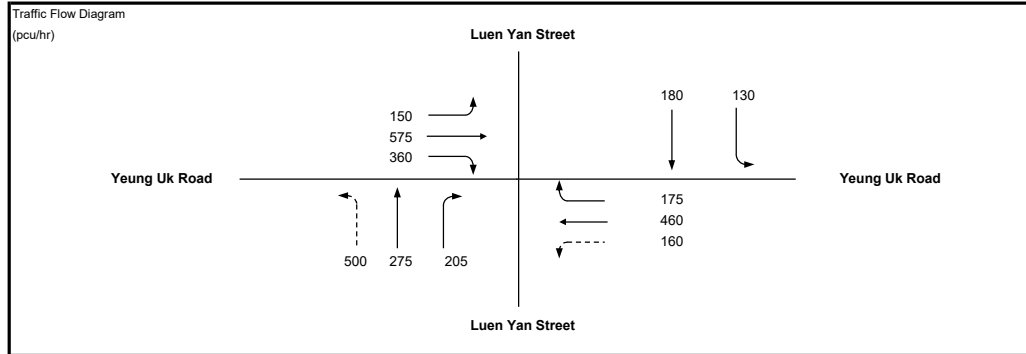 Traffic Flow Diagram
(pcu/hr)
Luen Yan Street
180 130
150
575
360
Yeung Uk Road Yeung Uk Road
175
460
160
500 275 205
Luen Yan Street